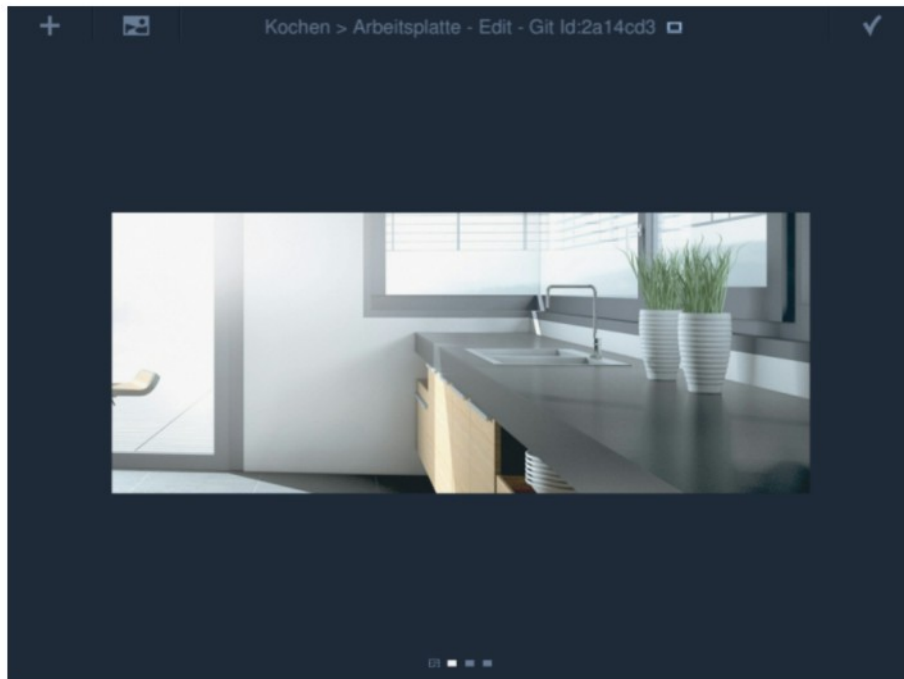 Kochen > Arbeitsplatte - Edit - Git Id:2a14cd3